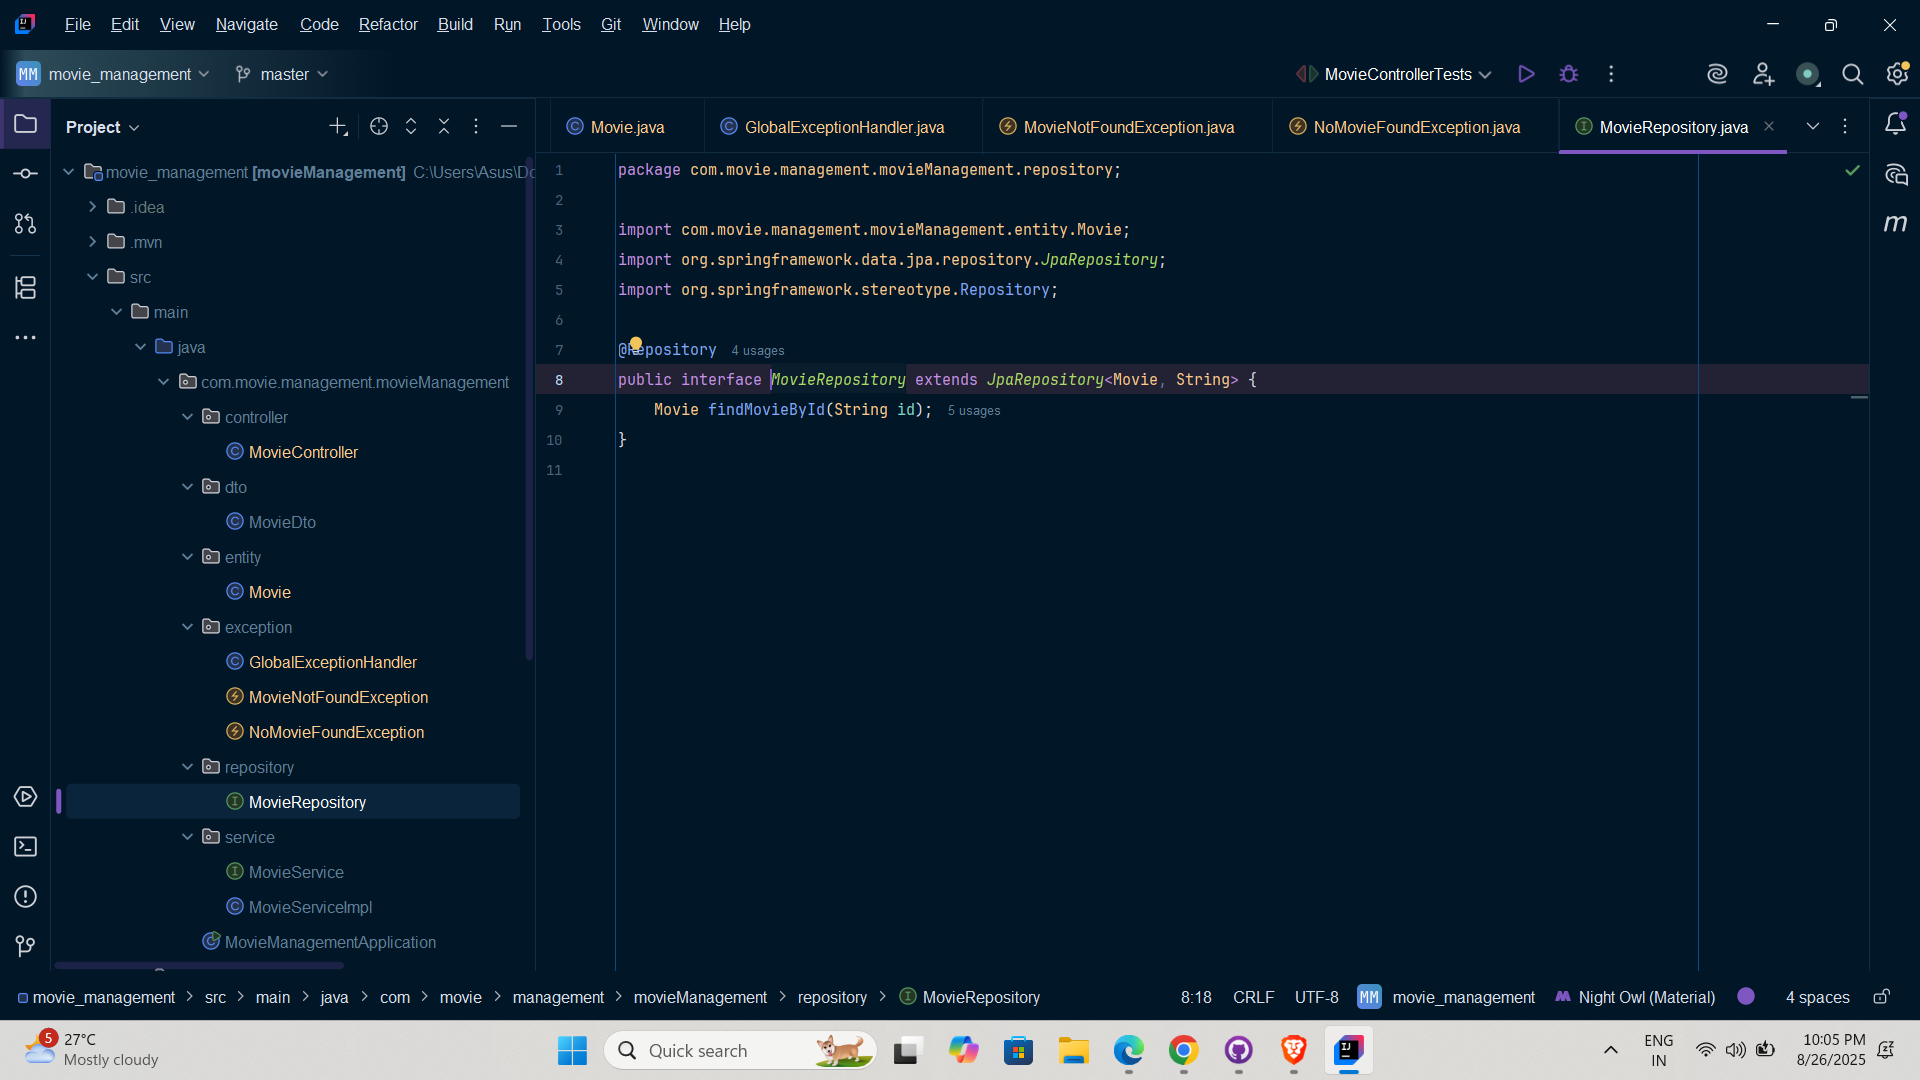 File Edit View Navigate Code Refactor Build Run Tools Git Window Help
MM movie_management master MovieControllerTests
Project
Movie.java GlobalExceptionHandler.java MovieNotFoundException.java NoMovieFoundException.java MovieRepository.java
movie_management [movieManagement] C:\Users\Asus\Do
.idea
.mvn
src
main
java
com.movie.management.movieManagement
controller
MovieController
dto
MovieDto
entity
Movie
exception
GlobalExceptionHandler
MovieNotFoundException
NoMovieFoundException
repository
MovieRepository
service
MovieService
MovieServiceImpl
MovieManagementApplication
1 package com.movie.management.movieManagement.repository;
2
3 import com.movie.management.movieManagement.entity.Movie;
4 import org.springframework.data.jpa.repository.JpaRepository;
5 import org.springframework.stereotype.Repository;
6
7 @Repository 4 usages
8 public interface MovieRepository extends JpaRepository<Movie, String> {
9 Movie findMovieById(String id); 5 usages
10 }
11
m
movie_management > src > main > java > com > movie > management > movieManagement > repository > MovieRepository 8:18 CRLF UTF-8 MM movie_management Night Owl (Material) 4 spaces
5 27°C
Mostly cloudy
Quick search
ENG
IN
10:05 PM
8/26/2025